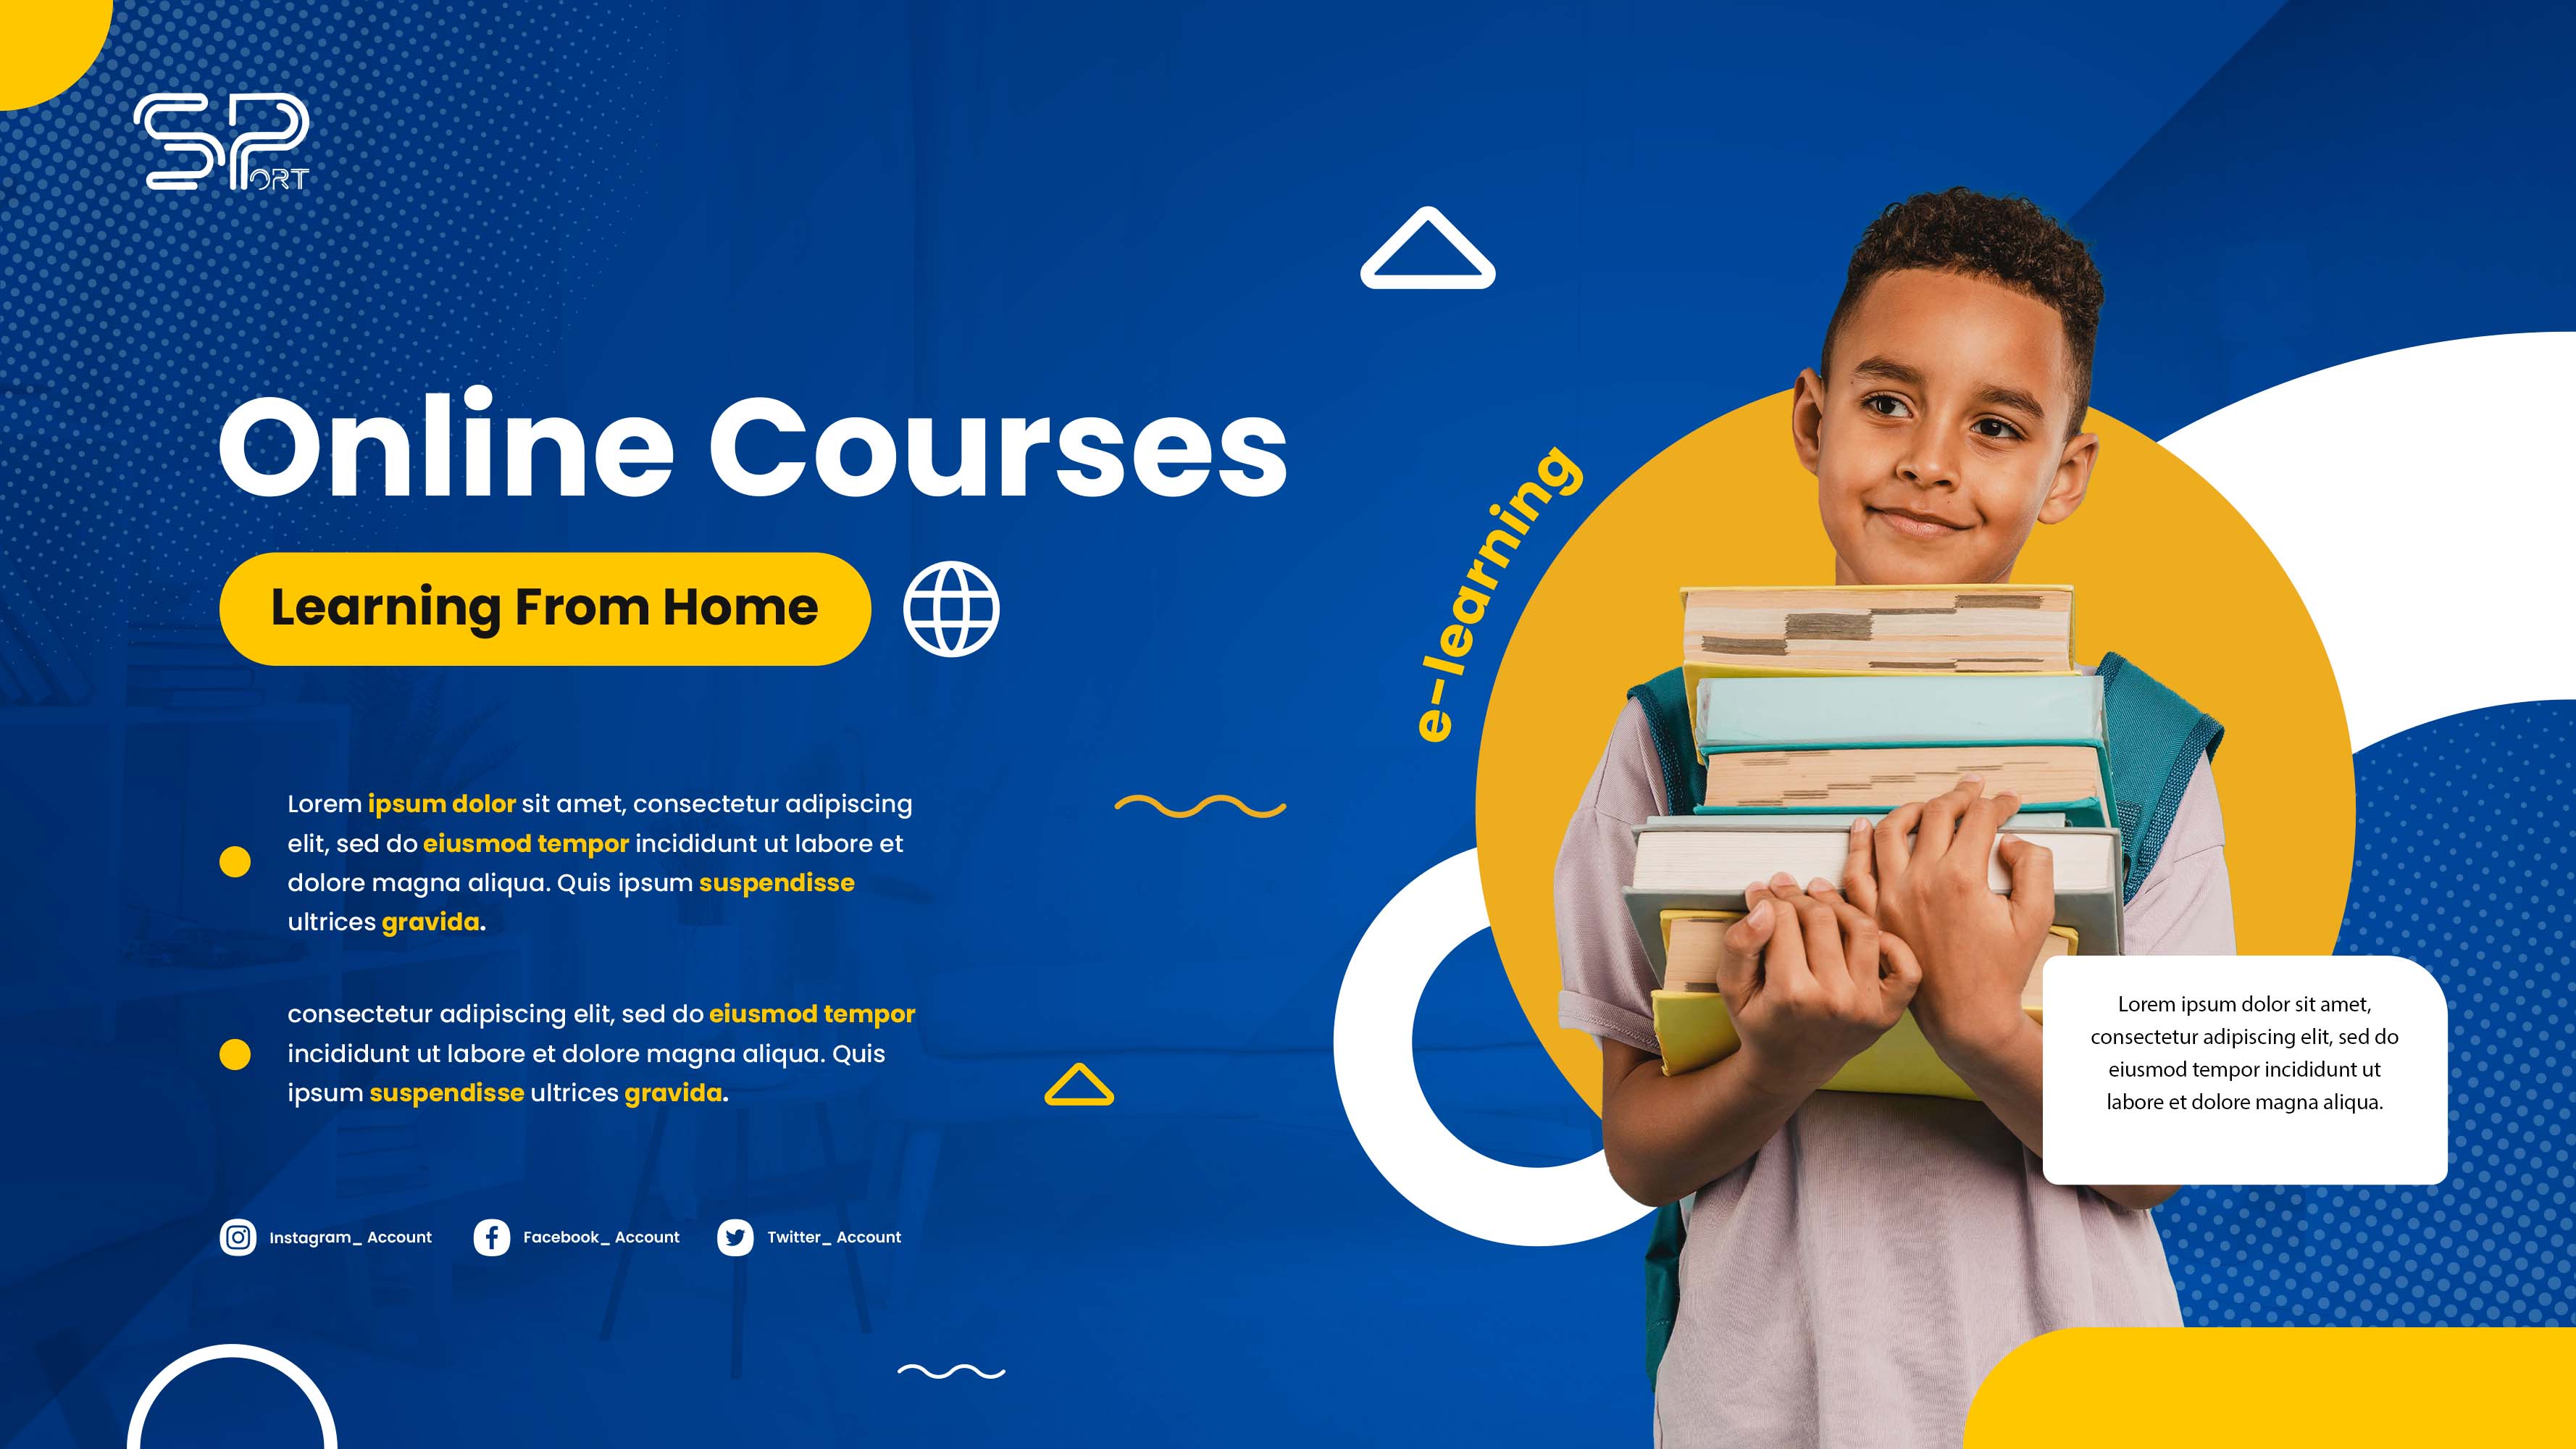 SPORT
Online Courses
Learning From Home
e-learning
Lorem ipsum dolor sit amet, consectetur adipiscing
elit, sed do eiusmod tempor incididunt ut labore et
dolore magna aliqua. Quis ipsum suspendisse
ultrices gravida.
consectetur adipiscing elit, sed do eiusmod tempor
incididunt ut labore et dolore magna aliqua. Quis
ipsum suspendisse ultrices gravida.
Lorem ipsum dolor sit amet,
consectetur adipiscing elit, sed do
eiusmod tempor incididunt ut
labore et dolore magna aliqua.
Instagram_ Account
Facebook_ Account
Twitter_ Account